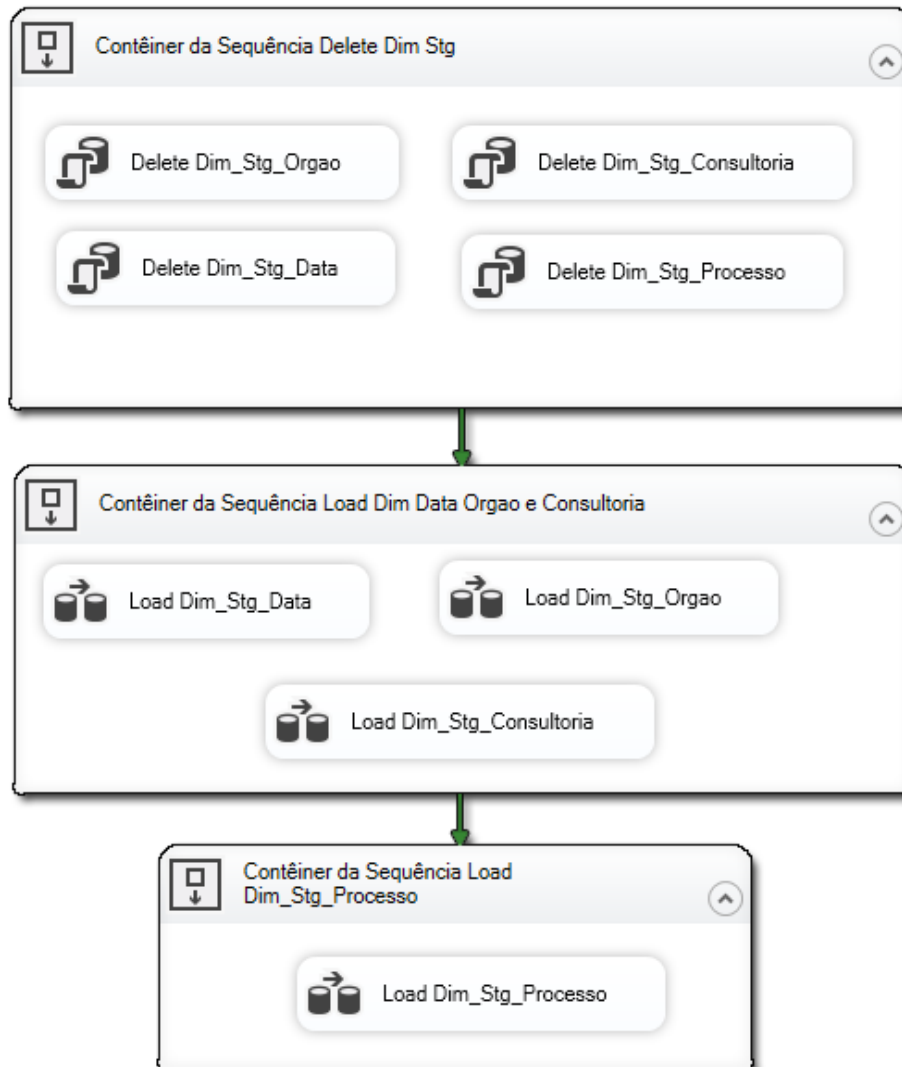 Contêiner da Sequência Delete Dim Stg
Delete Dim_Stg_Orgao
Delete Dim_Stg_Consultoria
Delete Dim_Stg_Data
Delete Dim_Stg_Processo
Contêiner da Sequência Load Dim Data Orgao e Consultoria
Load Dim_Stg_Data
Load Dim_Stg_Orgao
Load Dim_Stg_Consultoria
Contêiner da Sequência Load
Dim_Stg_Processo
Load Dim_Stg_Processo